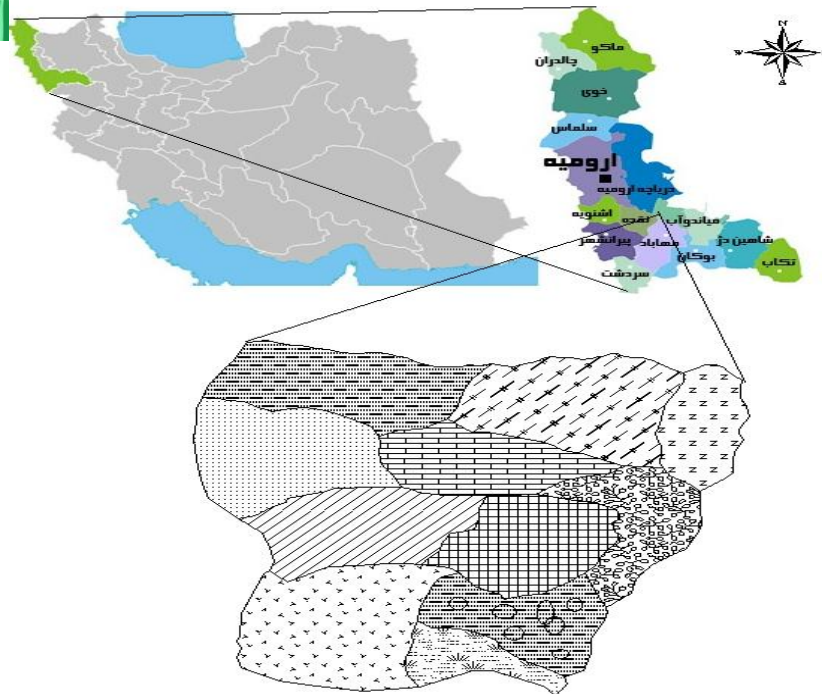 N
W
E
S
ماکو
چالدران
خوی
سلماس
ارومیه
دریاچه ارومیه
اشنویه
نقده
میاندوآب
پیرانشهر
مهاباد
بوکان
شاهین دژ
تکاب
سردشت